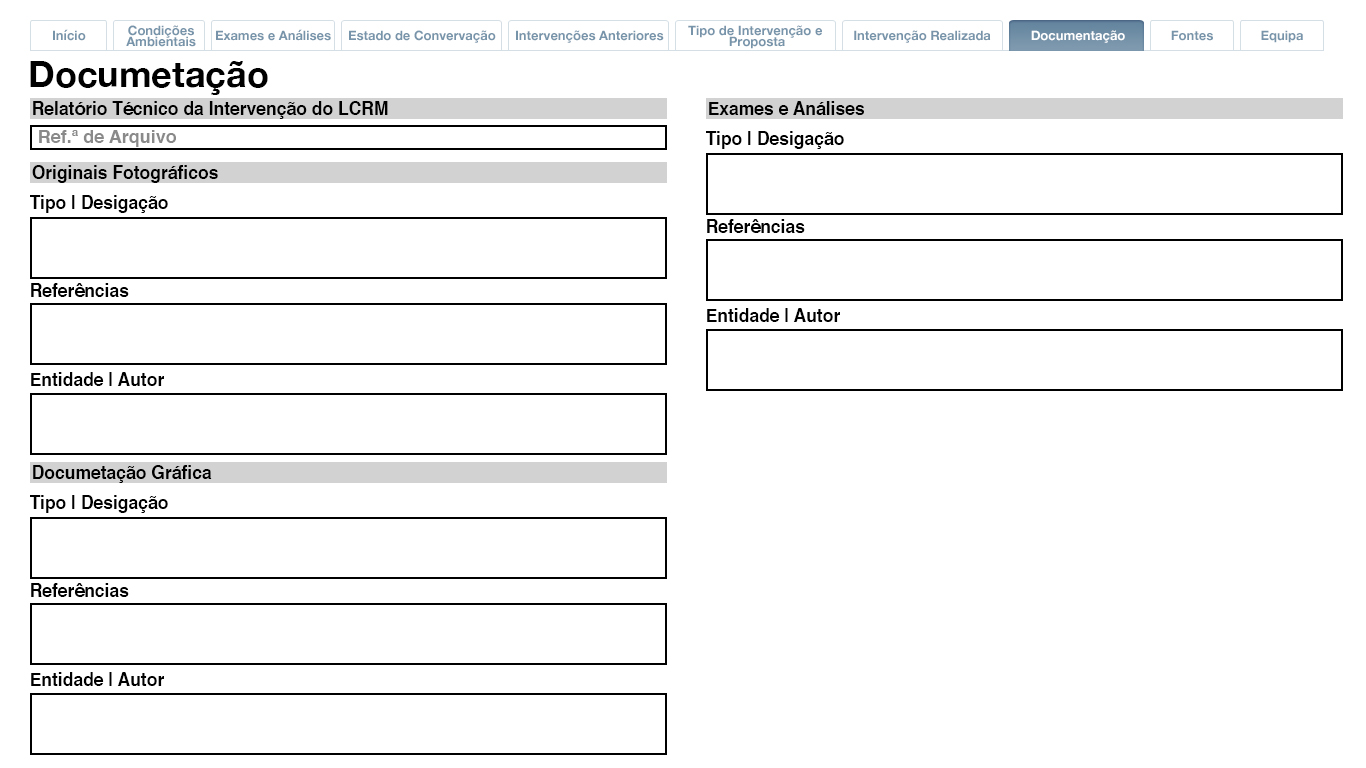 Início
Condições
Ambientais
Exames e Análises
Estado de Convervação
Intervenções Anteriores
Tipo de Intervenção e
Proposta
Intervenção Realizada
Documentação
Fontes
Equipa
Documetação
Relatório Técnico da Intervenção do LCRM
Ref.ª de Arquivo
Originais Fotográficos
Tipo | Desigação
Referências
Entidade | Autor
Documetação Gráfica
Tipo | Desigação
Referências
Entidade | Autor
Exames e Análises
Tipo | Desigação
Referências
Entidade | Autor